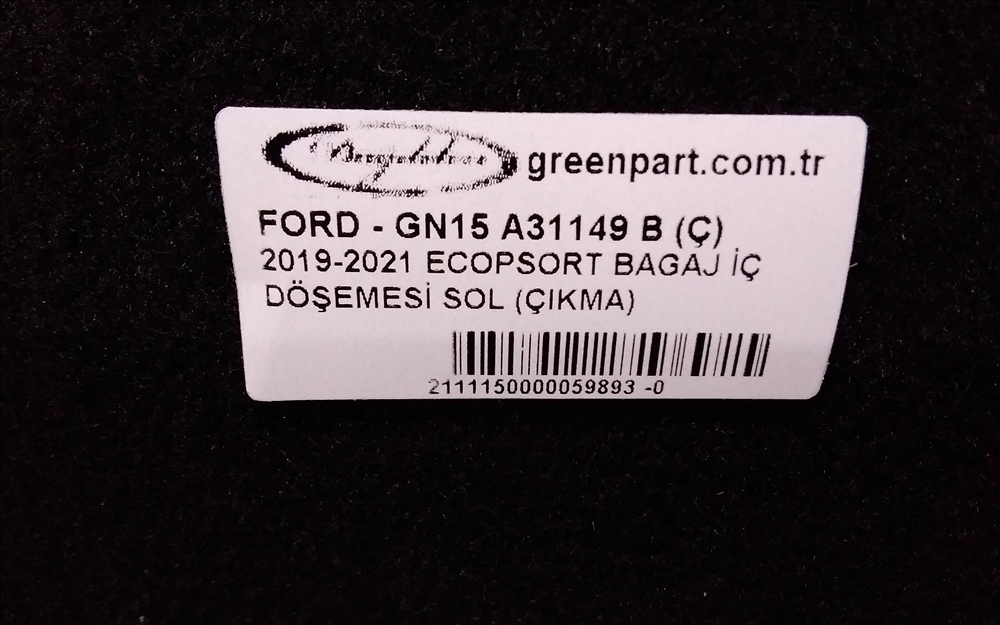 greenpart.com.tr
FORD - GN15 A31149 B (Ç)
2019-2021 ECOPSORT BAGAJ İÇ
DÖŞEMESİ SOL (ÇIKMA)
2111150000059893 -0